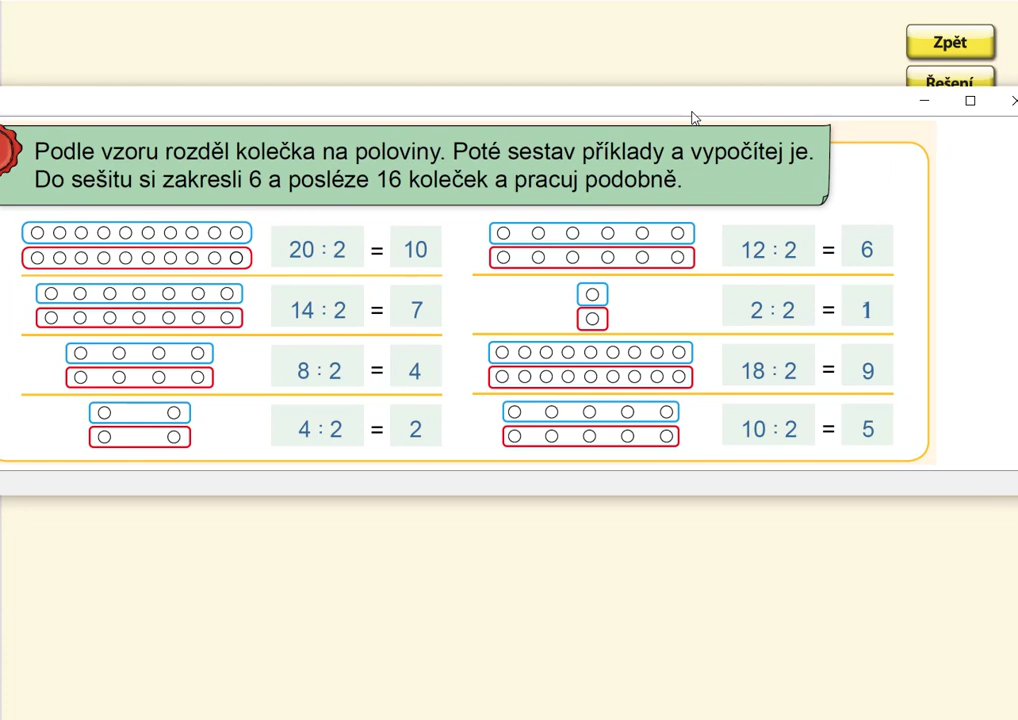 Zpět
Řešení
Podle vzoru rozděl kolečka na poloviny. Poté sestav příklady a vypočítej je.
Do sešitu si zakresli 6 a posléze 16 koleček a pracuj podobně.
20 : 2 = 10
12 : 2 = 6
14 : 2 = 7
2 : 2 = 1
8 : 2 = 4
18 : 2 = 9
4 : 2 = 2
10 : 2 = 5